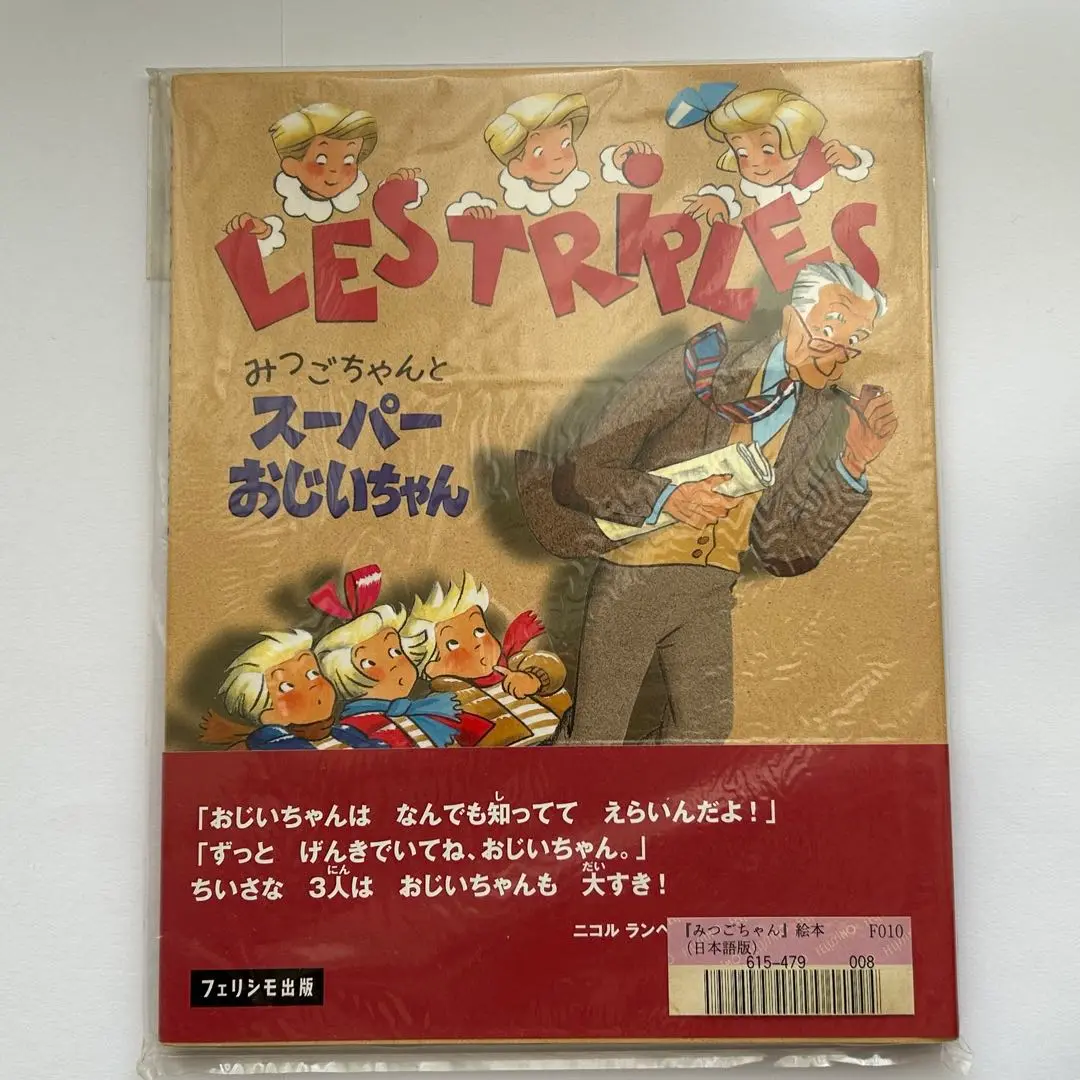 LES TRIPLÉS
みつごちゃんと
スーパー
おじいちゃん
「おじいちゃんは なんでも知ってて えらいんだよ！」
「ずっと げんきでいてね、おじいちゃん。」
ちいさな 3人は おじいちゃんも 大すき！
ニコル ランベ
『みつごちゃん』絵本 F010
（日本語版）
615-479 008
フェリシモ出版